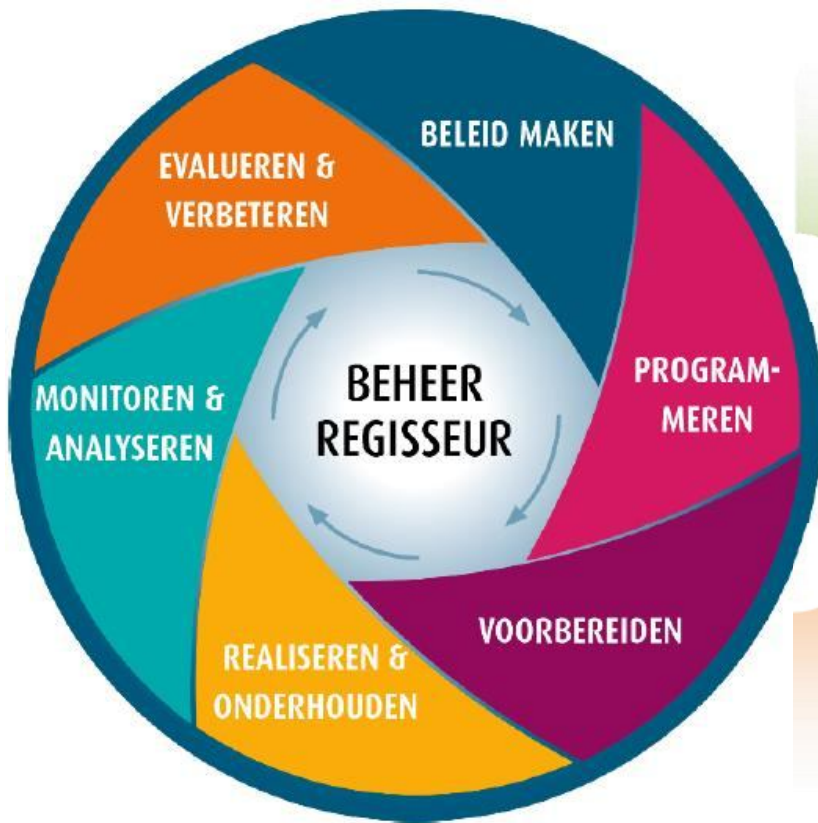 BELEID MAKEN
PROGRAM-
MEREN
VOORBEREIDEN
REALISEREN &
ONDERHOUDEN
MONITOREN &
ANALYSEREN
EVALUEREN &
VERBETEREN
BEHEER
REGISSEUR